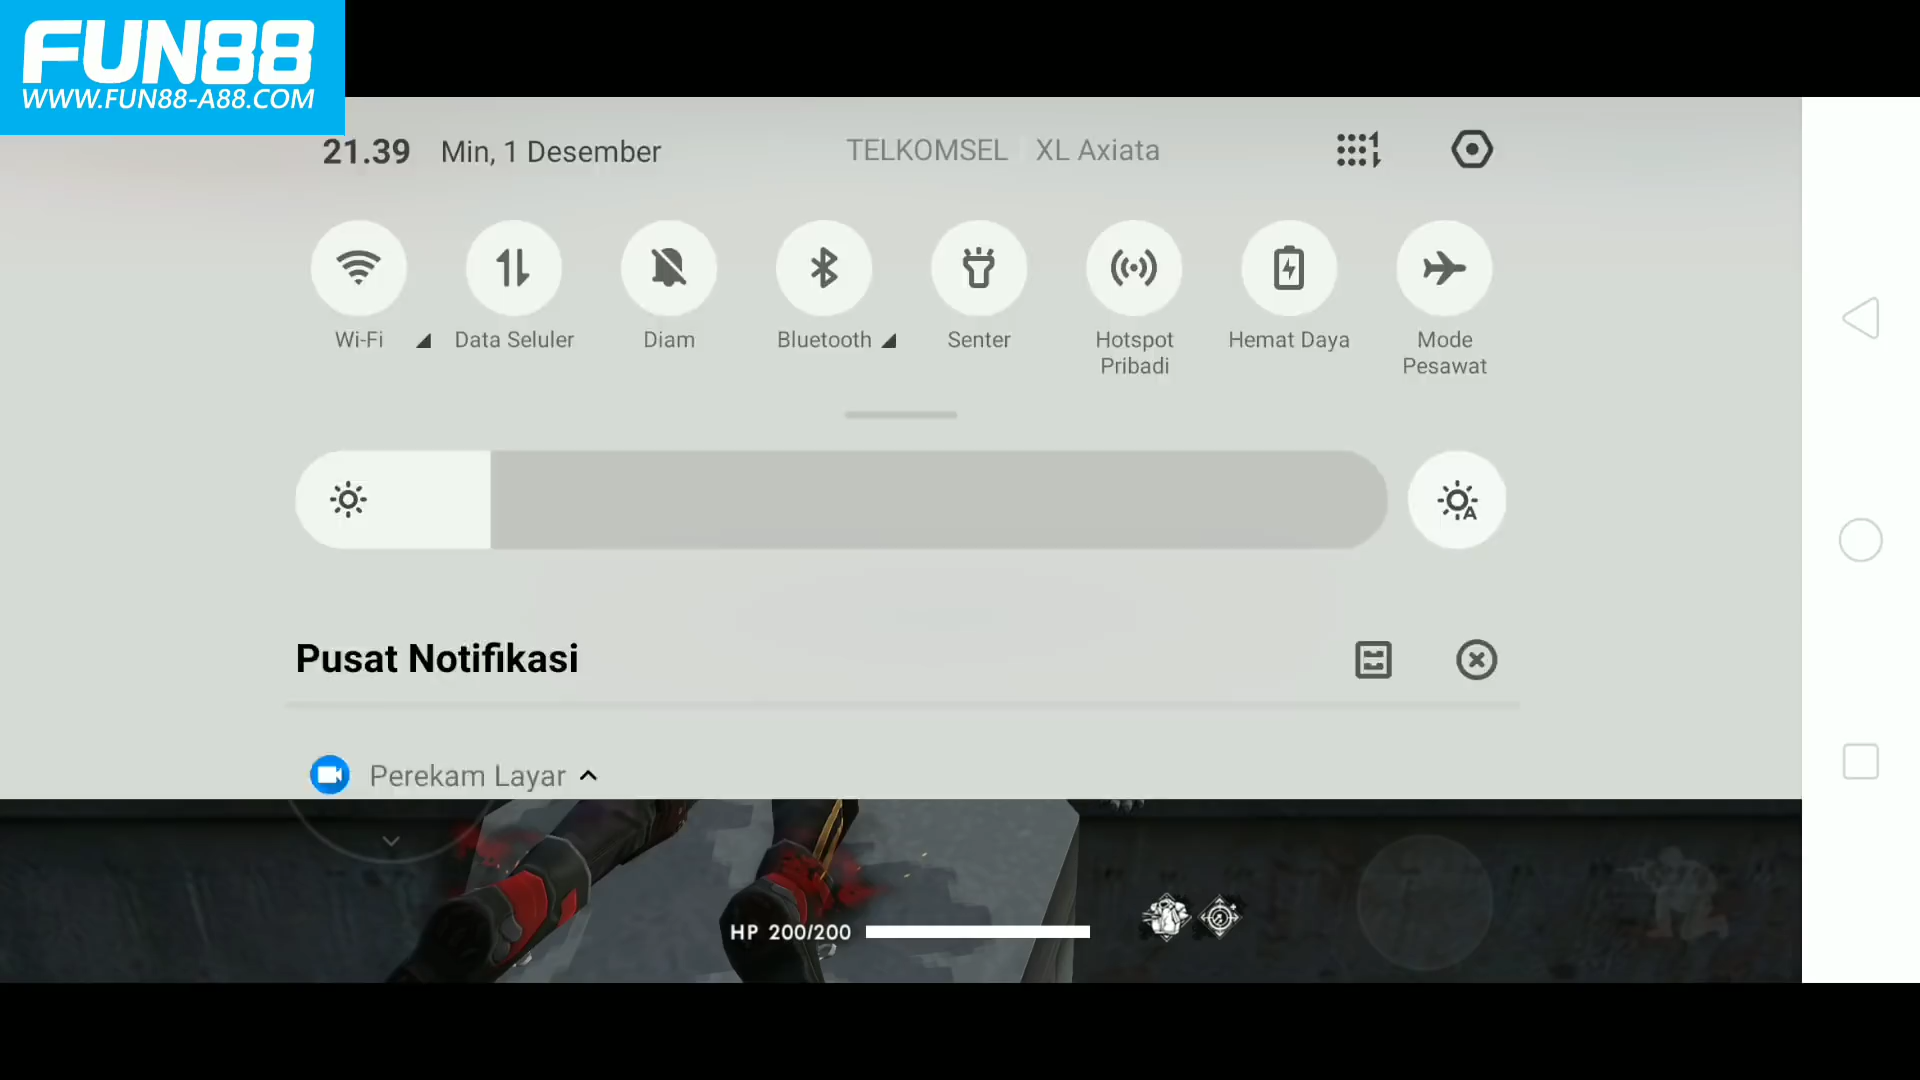 FUN88
WWW.FUN88-A88.COM
21.39 Min, 1 Desember TELKOMSEL XL Axiata
Wi-Fi Data Seluler Diam Bluetooth Senter Hotspot Pribadi Hemat Daya Mode Pesawat
Pusat Notifikasi
Perekam Layar
HP 200/200